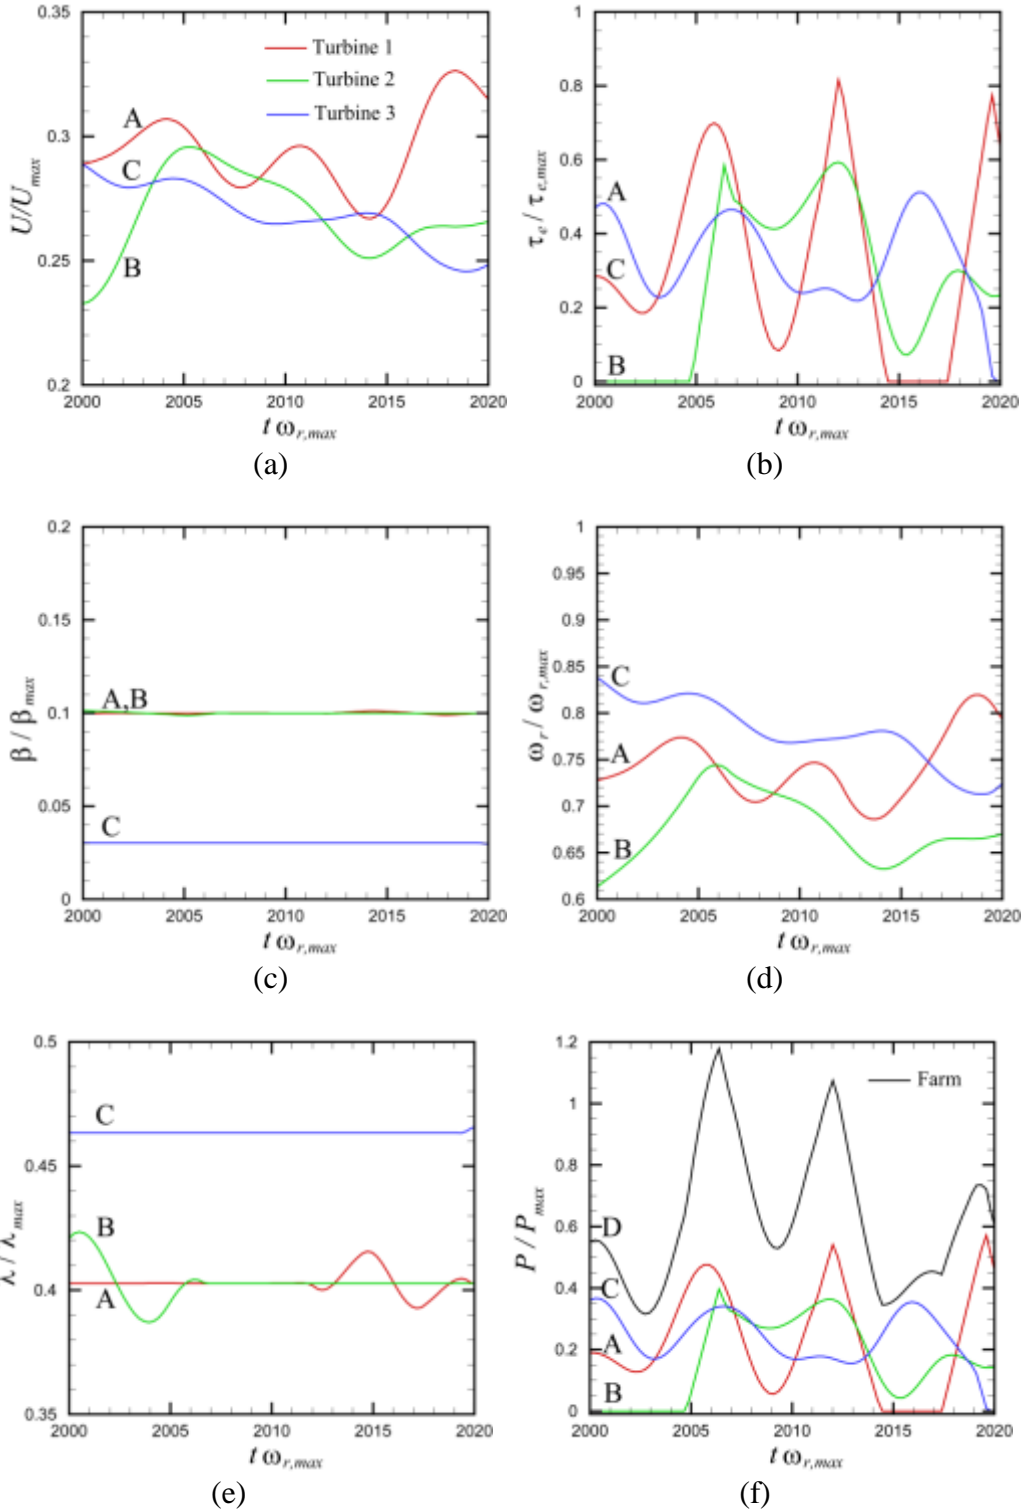 0.35
0.3
0.25
0.2
U/U_max
Turbine 1
Turbine 2
Turbine 3
A
C
B
2000 2005 2010 2015 2020
t ω_r,max
(a)
1
0.8
0.6
0.4
0.2
0
τ_e / τ_e,max
A
C
B
2000 2005 2010 2015 2020
t ω_r,max
(b)
0.2
0.15
0.1
0.05
0
β / β_max
A,B
C
2000 2005 2010 2015 2020
t ω_r,max
(c)
1
0.95
0.9
0.85
0.8
0.75
0.7
0.65
0.6
ω_r / ω_r,max
C
A
B
2000 2005 2010 2015 2020
t ω_r,max
(d)
0.5
0.45
0.4
0.35
λ / λ_max
C
B
A
2000 2005 2010 2015 2020
t ω_r,max
(e)
1.2
1
0.8
0.6
0.4
0.2
0
P / P_max
Farm
D
C
A
B
2000 2005 2010 2015 2020
t ω_r,max
(f)